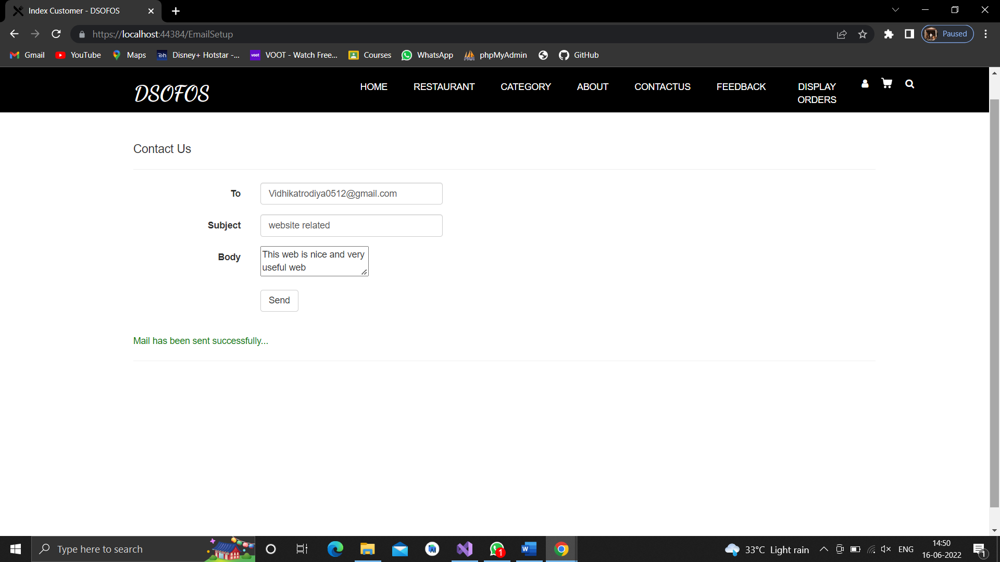 Index Customer - DSOFOS
https://localhost:44384/EmailSetup
Paused
Gmail
YouTube
Maps
Disney+ Hotstar -...
VOOT - Watch Free...
Courses
WhatsApp
phpMyAdmin
GitHub
DSOFOS
HOME
RESTAURANT
CATEGORY
ABOUT
CONTACTUS
FEEDBACK
DISPLAY
ORDERS
Contact Us
To
Vidhikatrodiya0512@gmail.com
Subject
website related
Body
This web is nice and very
useful web
Send
Mail has been sent successfully...
Type here to search
1
33°C Light rain
ENG
14:50
16-06-2022
1